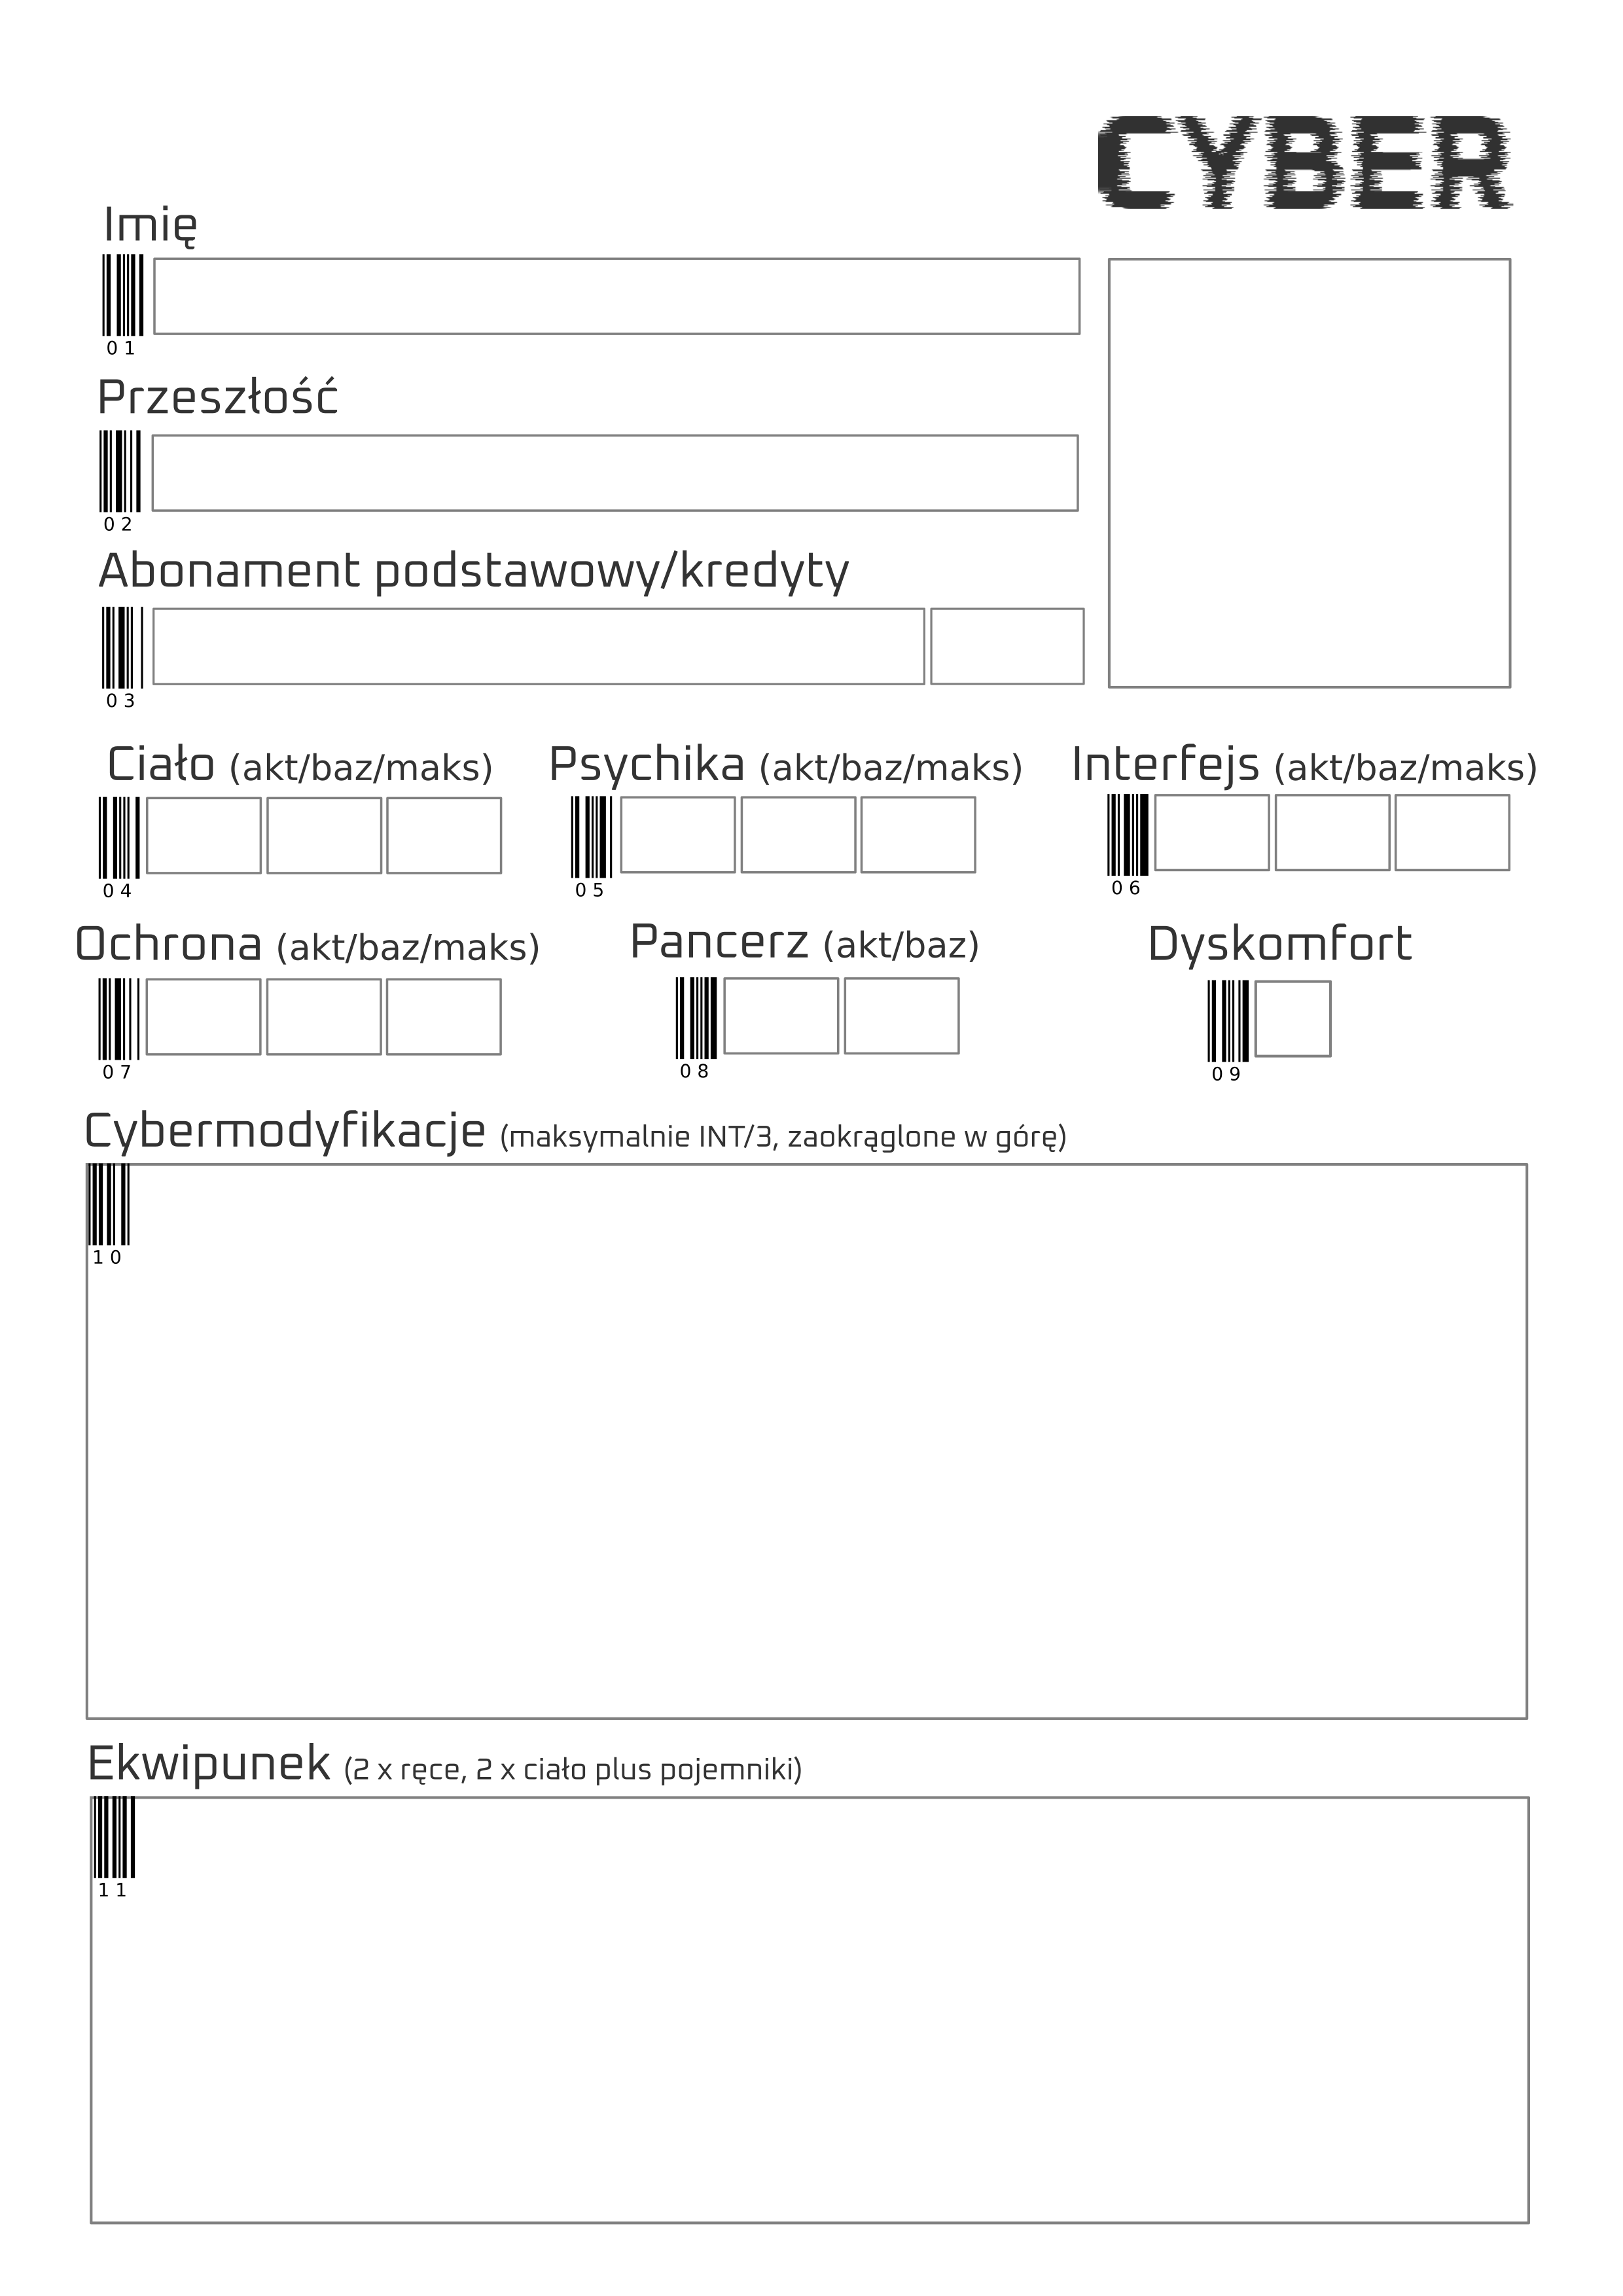 CYBER
Imię
0 1
Przeszłość
0 2
Abonament podstawowy/kredyty
0 3
Ciało (akt/baz/maks) Psychika (akt/baz/maks) Interfejs (akt/baz/maks)
0 4 0 5 0 6
Ochrona (akt/baz/maks) Pancerz (akt/baz) Dyskomfort
0 7 0 8 0 9
Cybermodyfikacje (maksymalnie INT/3, zaokrąglone w górę)
1 0
Ekwipunek (2 x ręce, 2 x ciało plus pojemniki)
1 1